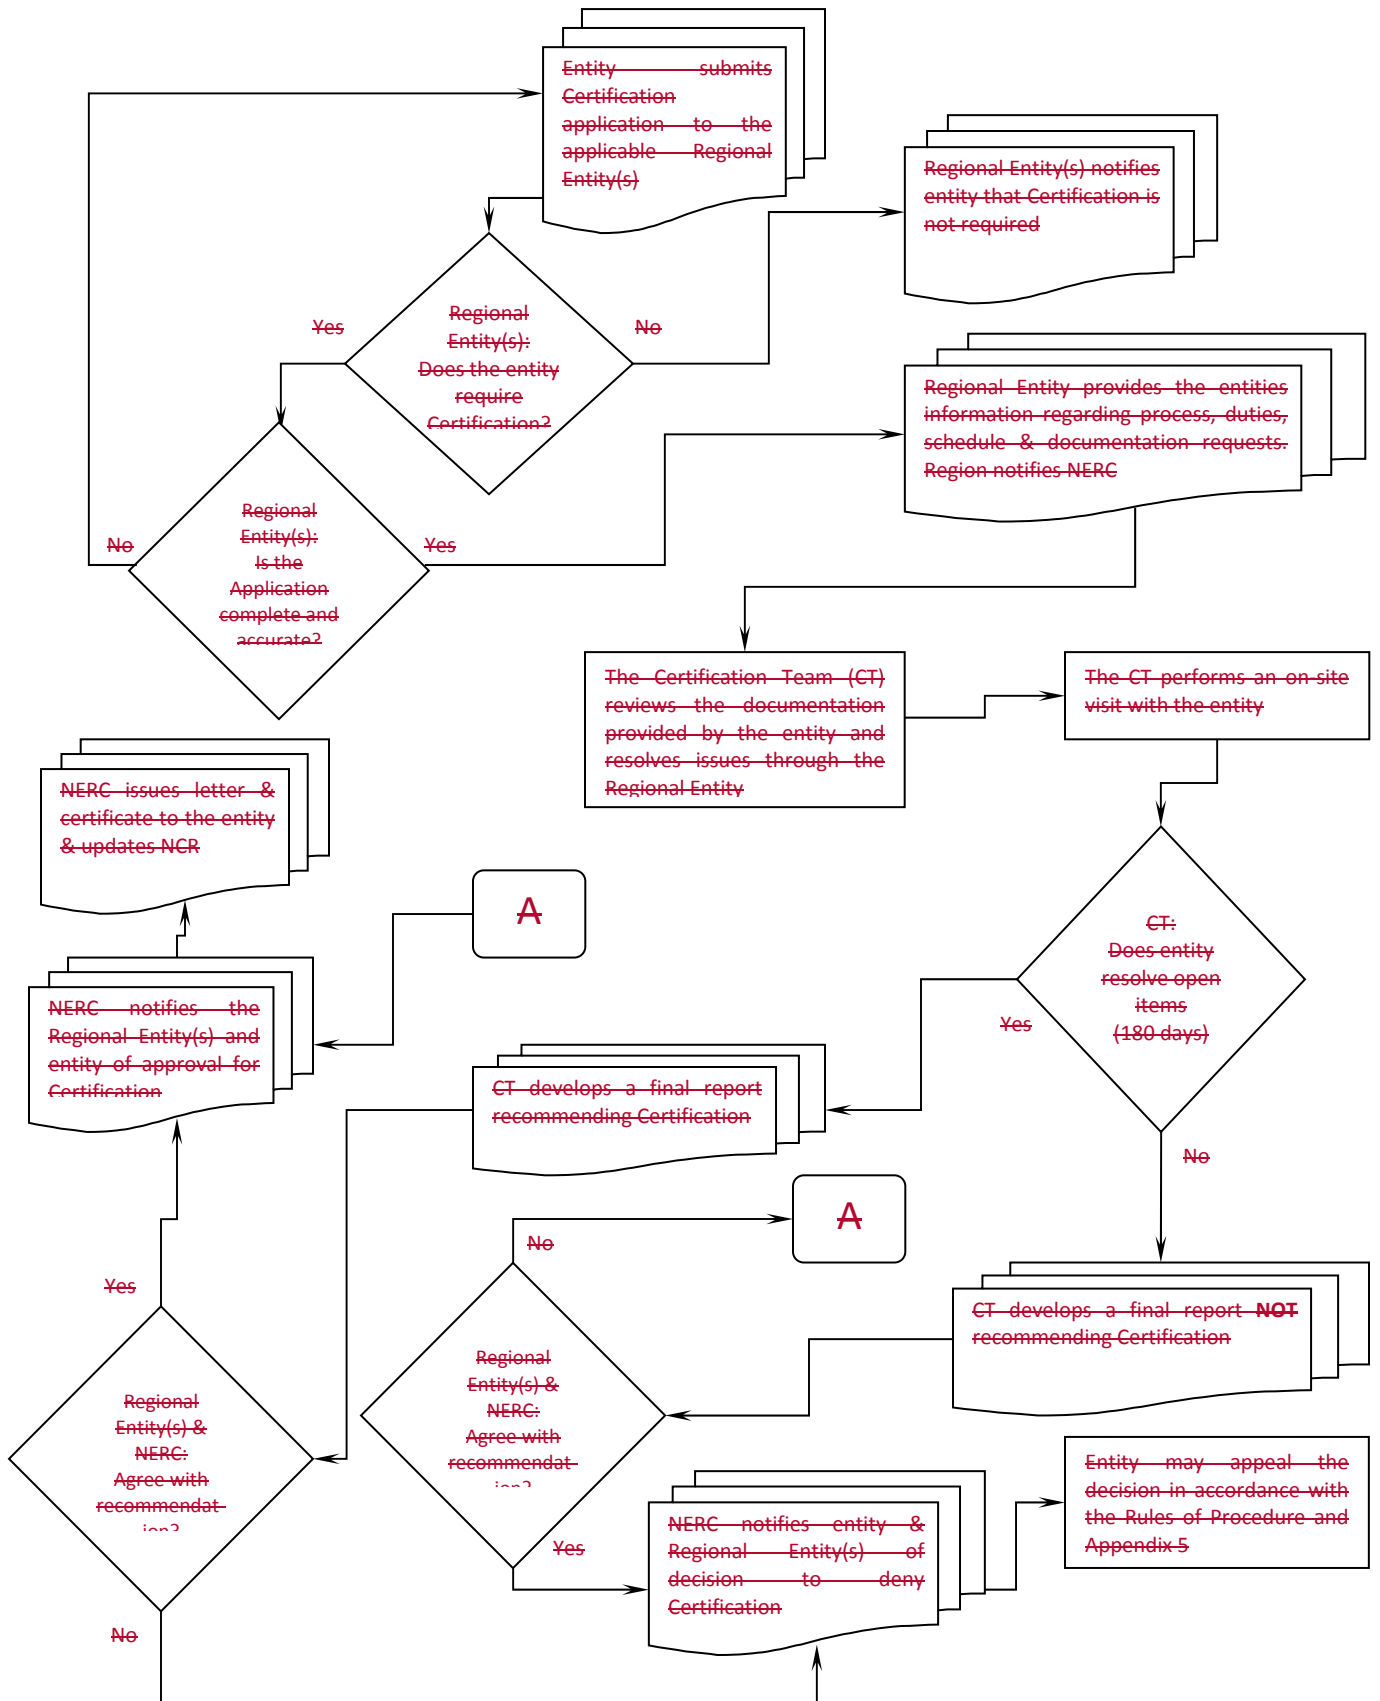 Entity submits
Certification
application to the
applicable Regional
Entity(s)
Regional Entity(s) notifies
entity that Certification is
not required
Regional
Entity(s):
Does the entity
require
Certification?
Yes
No
Regional Entity provides the entities
information regarding process, duties,
schedule & documentation requests.
Region notifies NERC
Regional
Entity(s):
Is the
Application
complete and
accurate?
No
Yes
The Certification Team (CT)
reviews the documentation
provided by the entity and
resolves issues through the
Regional Entity
The CT performs an on-site
visit with the entity
NERC issues letter &
certificate to the entity
& updates NCR
A
CT:
Does entity
resolve open
items
(180 days)
Yes
No
NERC notifies the
Regional Entity(s) and
entity of approval for
Certification
CT develops a final report
recommending Certification
A
No
Yes
CT develops a final report NOT
recommending Certification
Regional
Entity(s) &
NERC:
Agree with
recommendat-
ion?
Regional
Entity(s) &
NERC:
Agree with
recommendat-
ion?
Entity may appeal the
decision in accordance with
the Rules of Procedure and
Appendix 5
NERC notifies entity &
Regional Entity(s) of
decision to deny
Certification
Yes
No